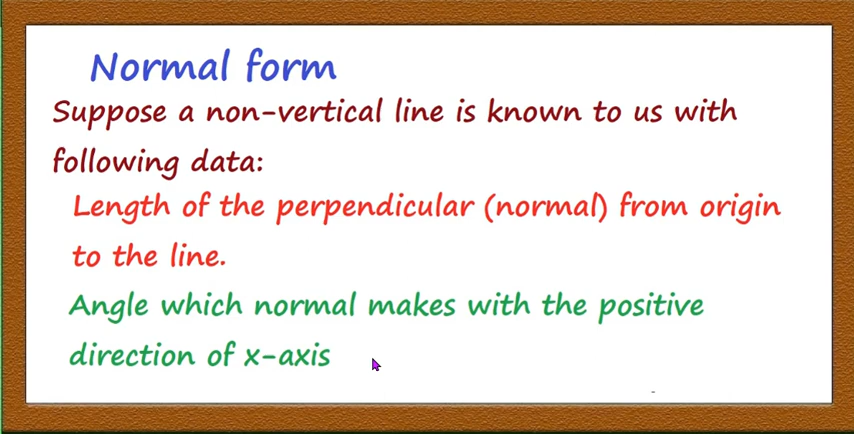 Normal form
Suppose a non-vertical line is known to us with
following data:
Length of the perpendicular (normal) from origin
to the line.
Angle which normal makes with the positive
direction of x-axis